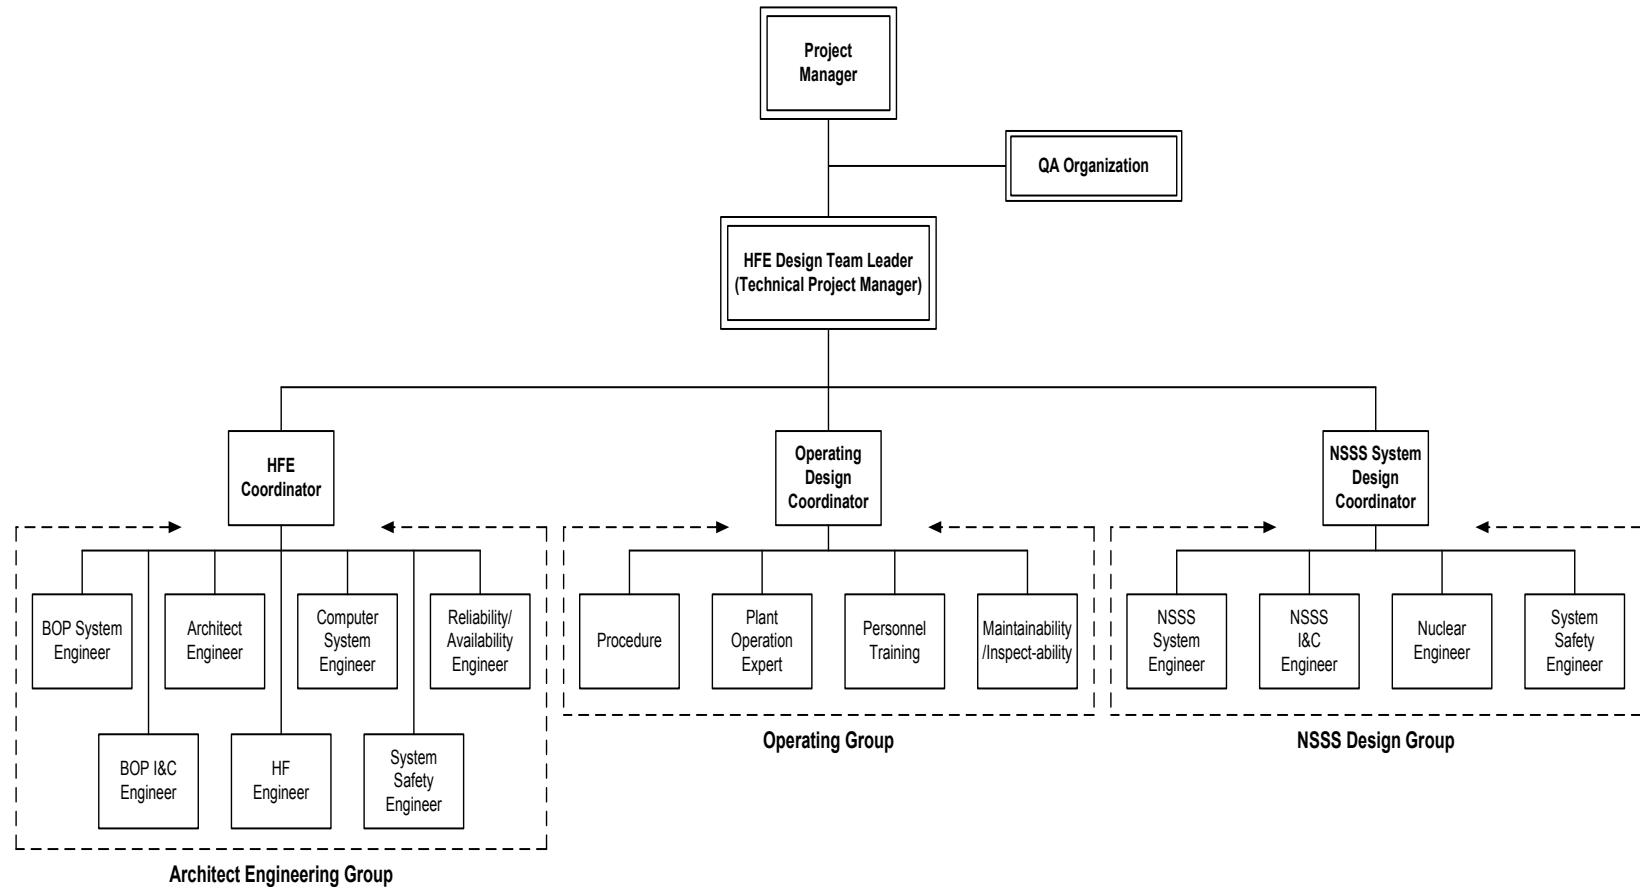 Project
Manager
QA Organization
HFE Design Team Leader
(Technical Project Manager)
HFE
Coordinator
Operating
Design
Coordinator
NSSS System
Design
Coordinator
BOP System
Engineer
Architect
Engineer
Computer
System
Engineer
Reliability/
Availability
Engineer
BOP I&C
Engineer
HF
Engineer
System
Safety
Engineer
Architect Engineering Group
Procedure
Plant
Operation
Expert
Personnel
Training
Maintainability
/Inspect-ability
Operating Group
NSSS
System
Engineer
NSSS
I&C
Engineer
Nuclear
Engineer
System
Safety
Engineer
NSSS Design Group